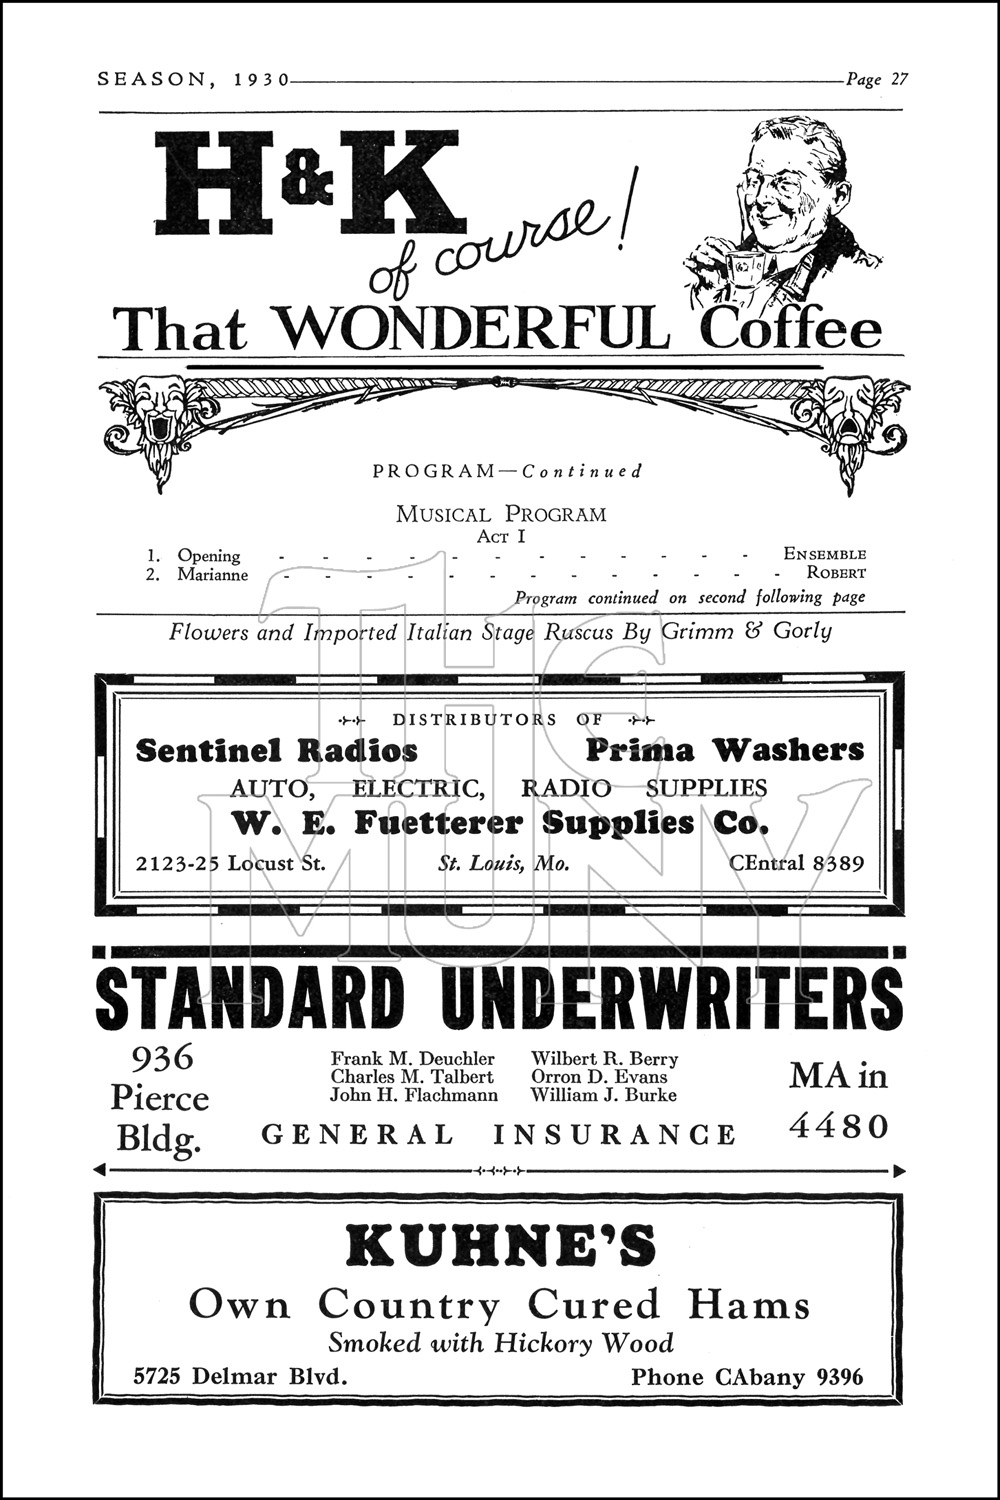 SEASON, 1930 Page 27
H&K
of course!
That WONDERFUL Coffee
PROGRAM—Continued
MUSICAL PROGRAM
ACT I
1. Opening - - - - - - - - - - - - ENSEMBLE
2. Marianne - - - - - - - - - - - - ROBERT
Program continued on second following page
Flowers and Imported Italian Stage Ruscus By Grimm & Gorly
DISTRIBUTORS OF
Sentinel Radios Prima Washers
AUTO, ELECTRIC, RADIO SUPPLIES
W. E. Fuetterer Supplies Co.
2123-25 Locust St. St. Louis, Mo. CEntral 8389
THE
MUNY
STANDARD UNDERWRITERS
936
Pierce
Bldg.
Frank M. Deuchler Wilbert R. Berry
Charles M. Talbert Orron D. Evans
John H. Flachmann William J. Burke
GENERAL INSURANCE
MA in
4480
KUHNE'S
Own Country Cured Hams
Smoked with Hickory Wood
5725 Delmar Blvd. Phone CAbany 9396